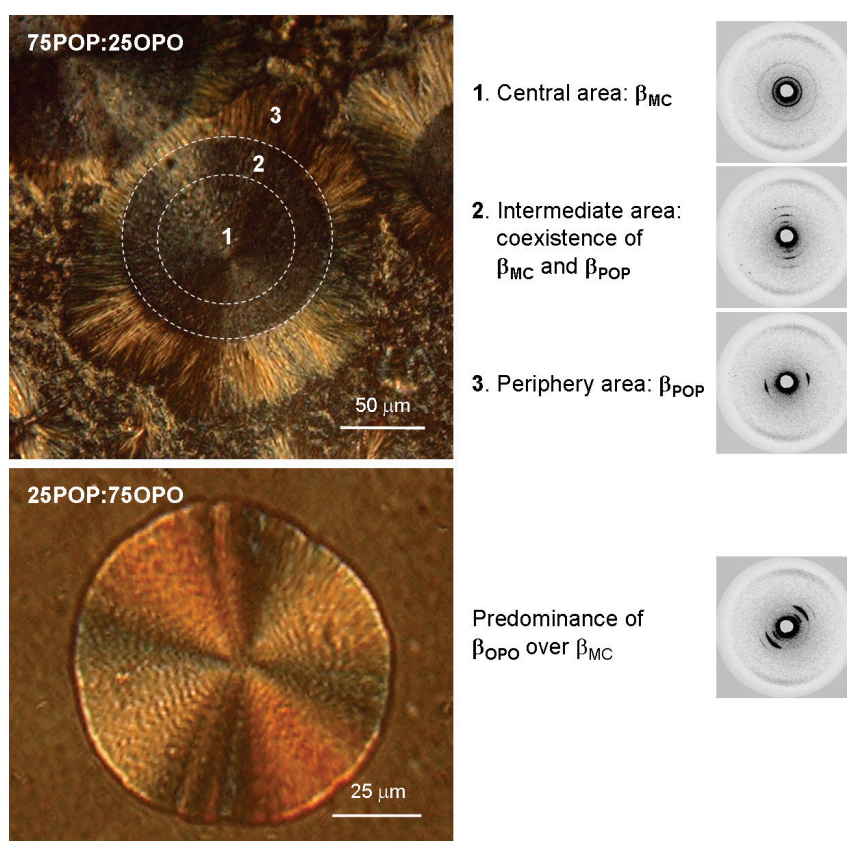 75POP:25OPO
3
2
1
50 μm
1. Central area: βMC
2. Intermediate area:
coexistence of
βMC and βPOP
3. Periphery area: βPOP
25POP:75OPO
25 μm
Predominance of
βOPO over βMC